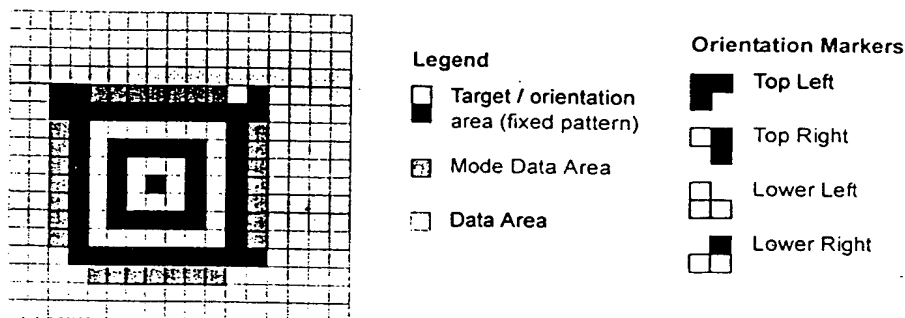 Legend
Target / orientation
area (fixed pattern)
Mode Data Area
Data Area
Orientation Markers
Top Left
Top Right
Lower Left
Lower Right